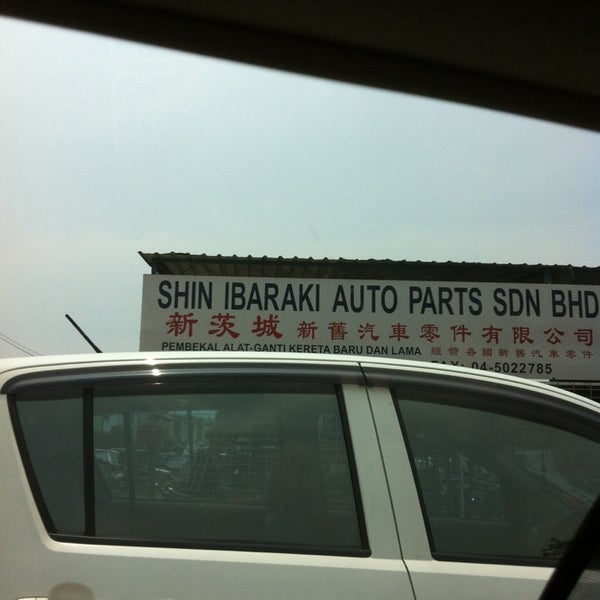 SHIN IBARAKI AUTO PARTS SDN BHD
新茨城 新舊汽車零件有限公司
PEMBEKAL ALAT-GANTI KERETA BARU DAN LAMA 經營各國新舊汽車零件
FAX: 04-5022785